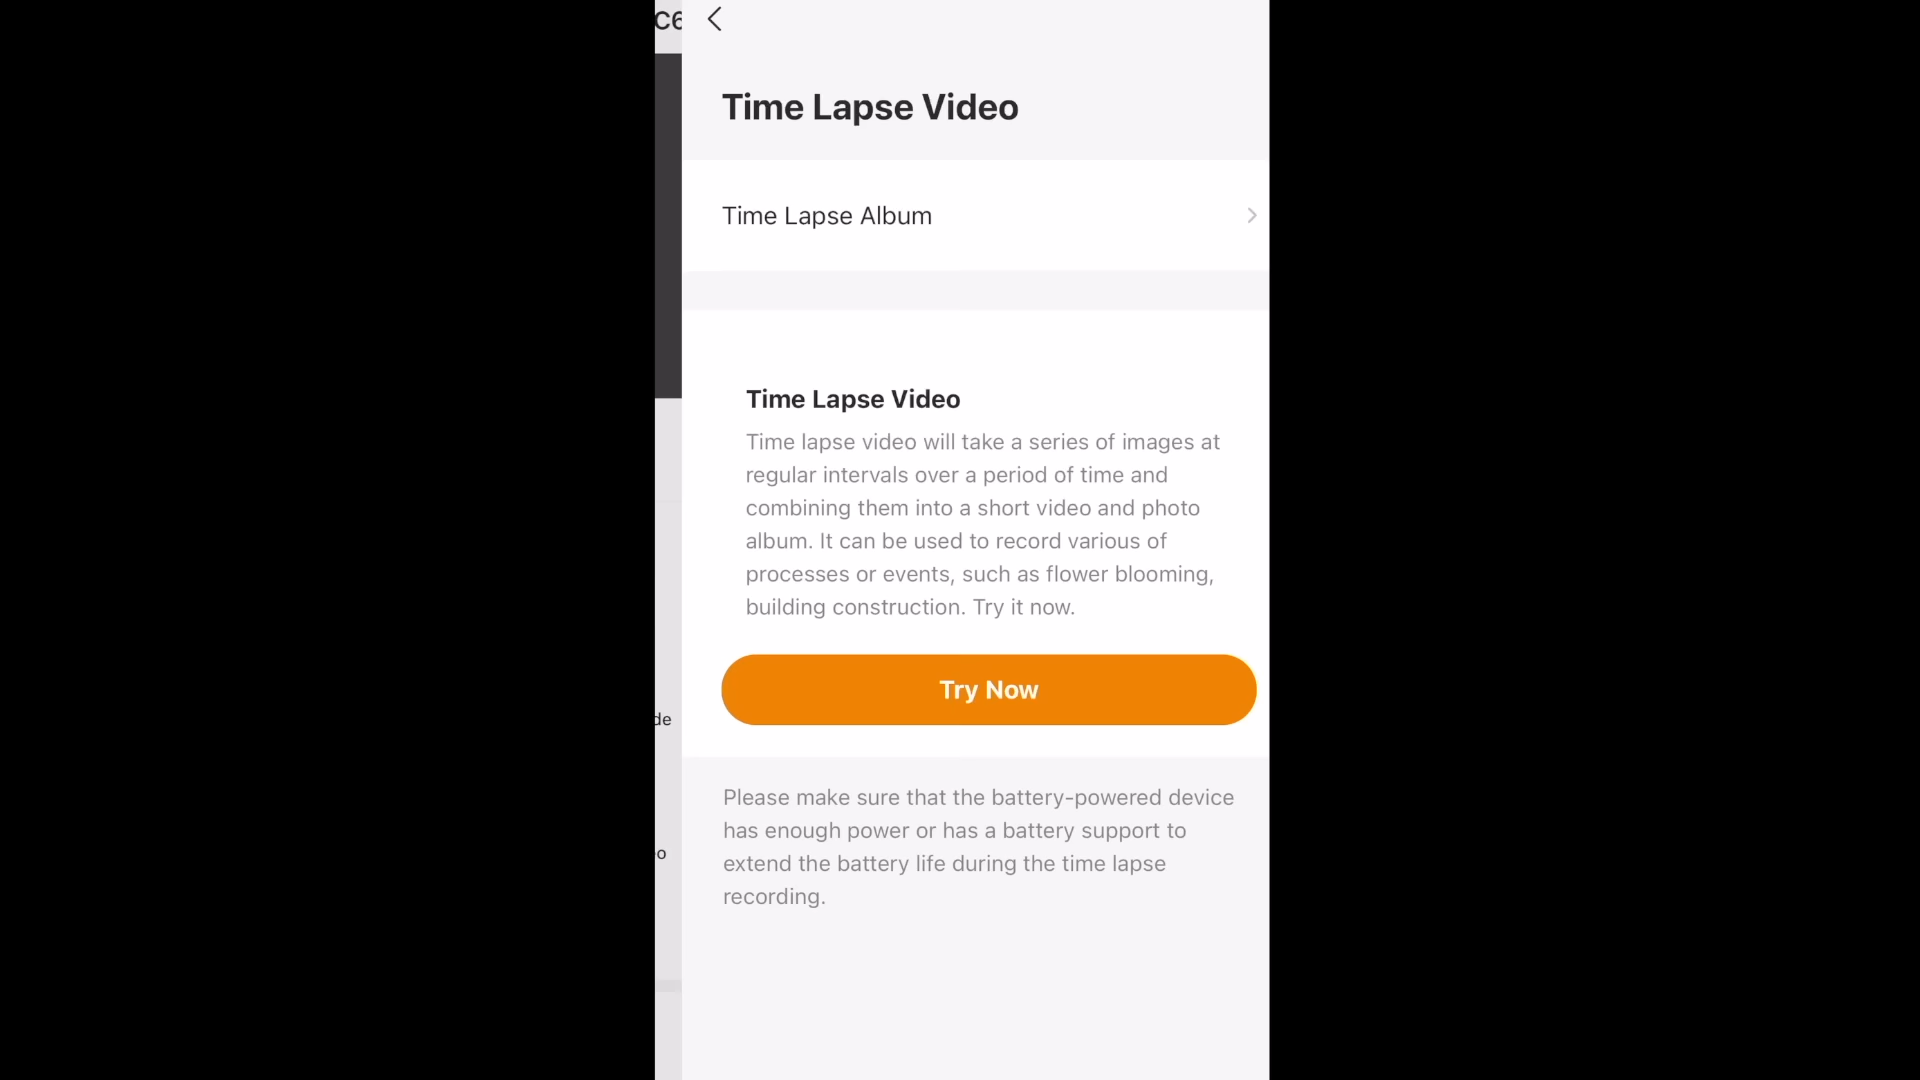 C6
Time Lapse Video
Time Lapse Album
Time Lapse Video
Time lapse video will take a series of images at
regular intervals over a period of time and
combining them into a short video and photo
album. It can be used to record various of
processes or events, such as flower blooming,
building construction. Try it now.
de
Try Now
Please make sure that the battery-powered device
has enough power or has a battery support to
o
extend the battery life during the time lapse
recording.